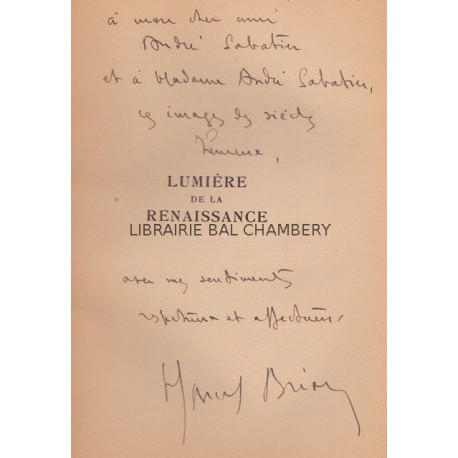 à mon cher ami
André Sabatier
et à Madame André Sabatier,
ces images des siècles
heureux,
LUMIÈRE
DE LA
RENAISSANCE
LIBRAIRIE BAL CHAMBERY
avec mes sentiments
respectueux et affectueux.
Marcel Brion